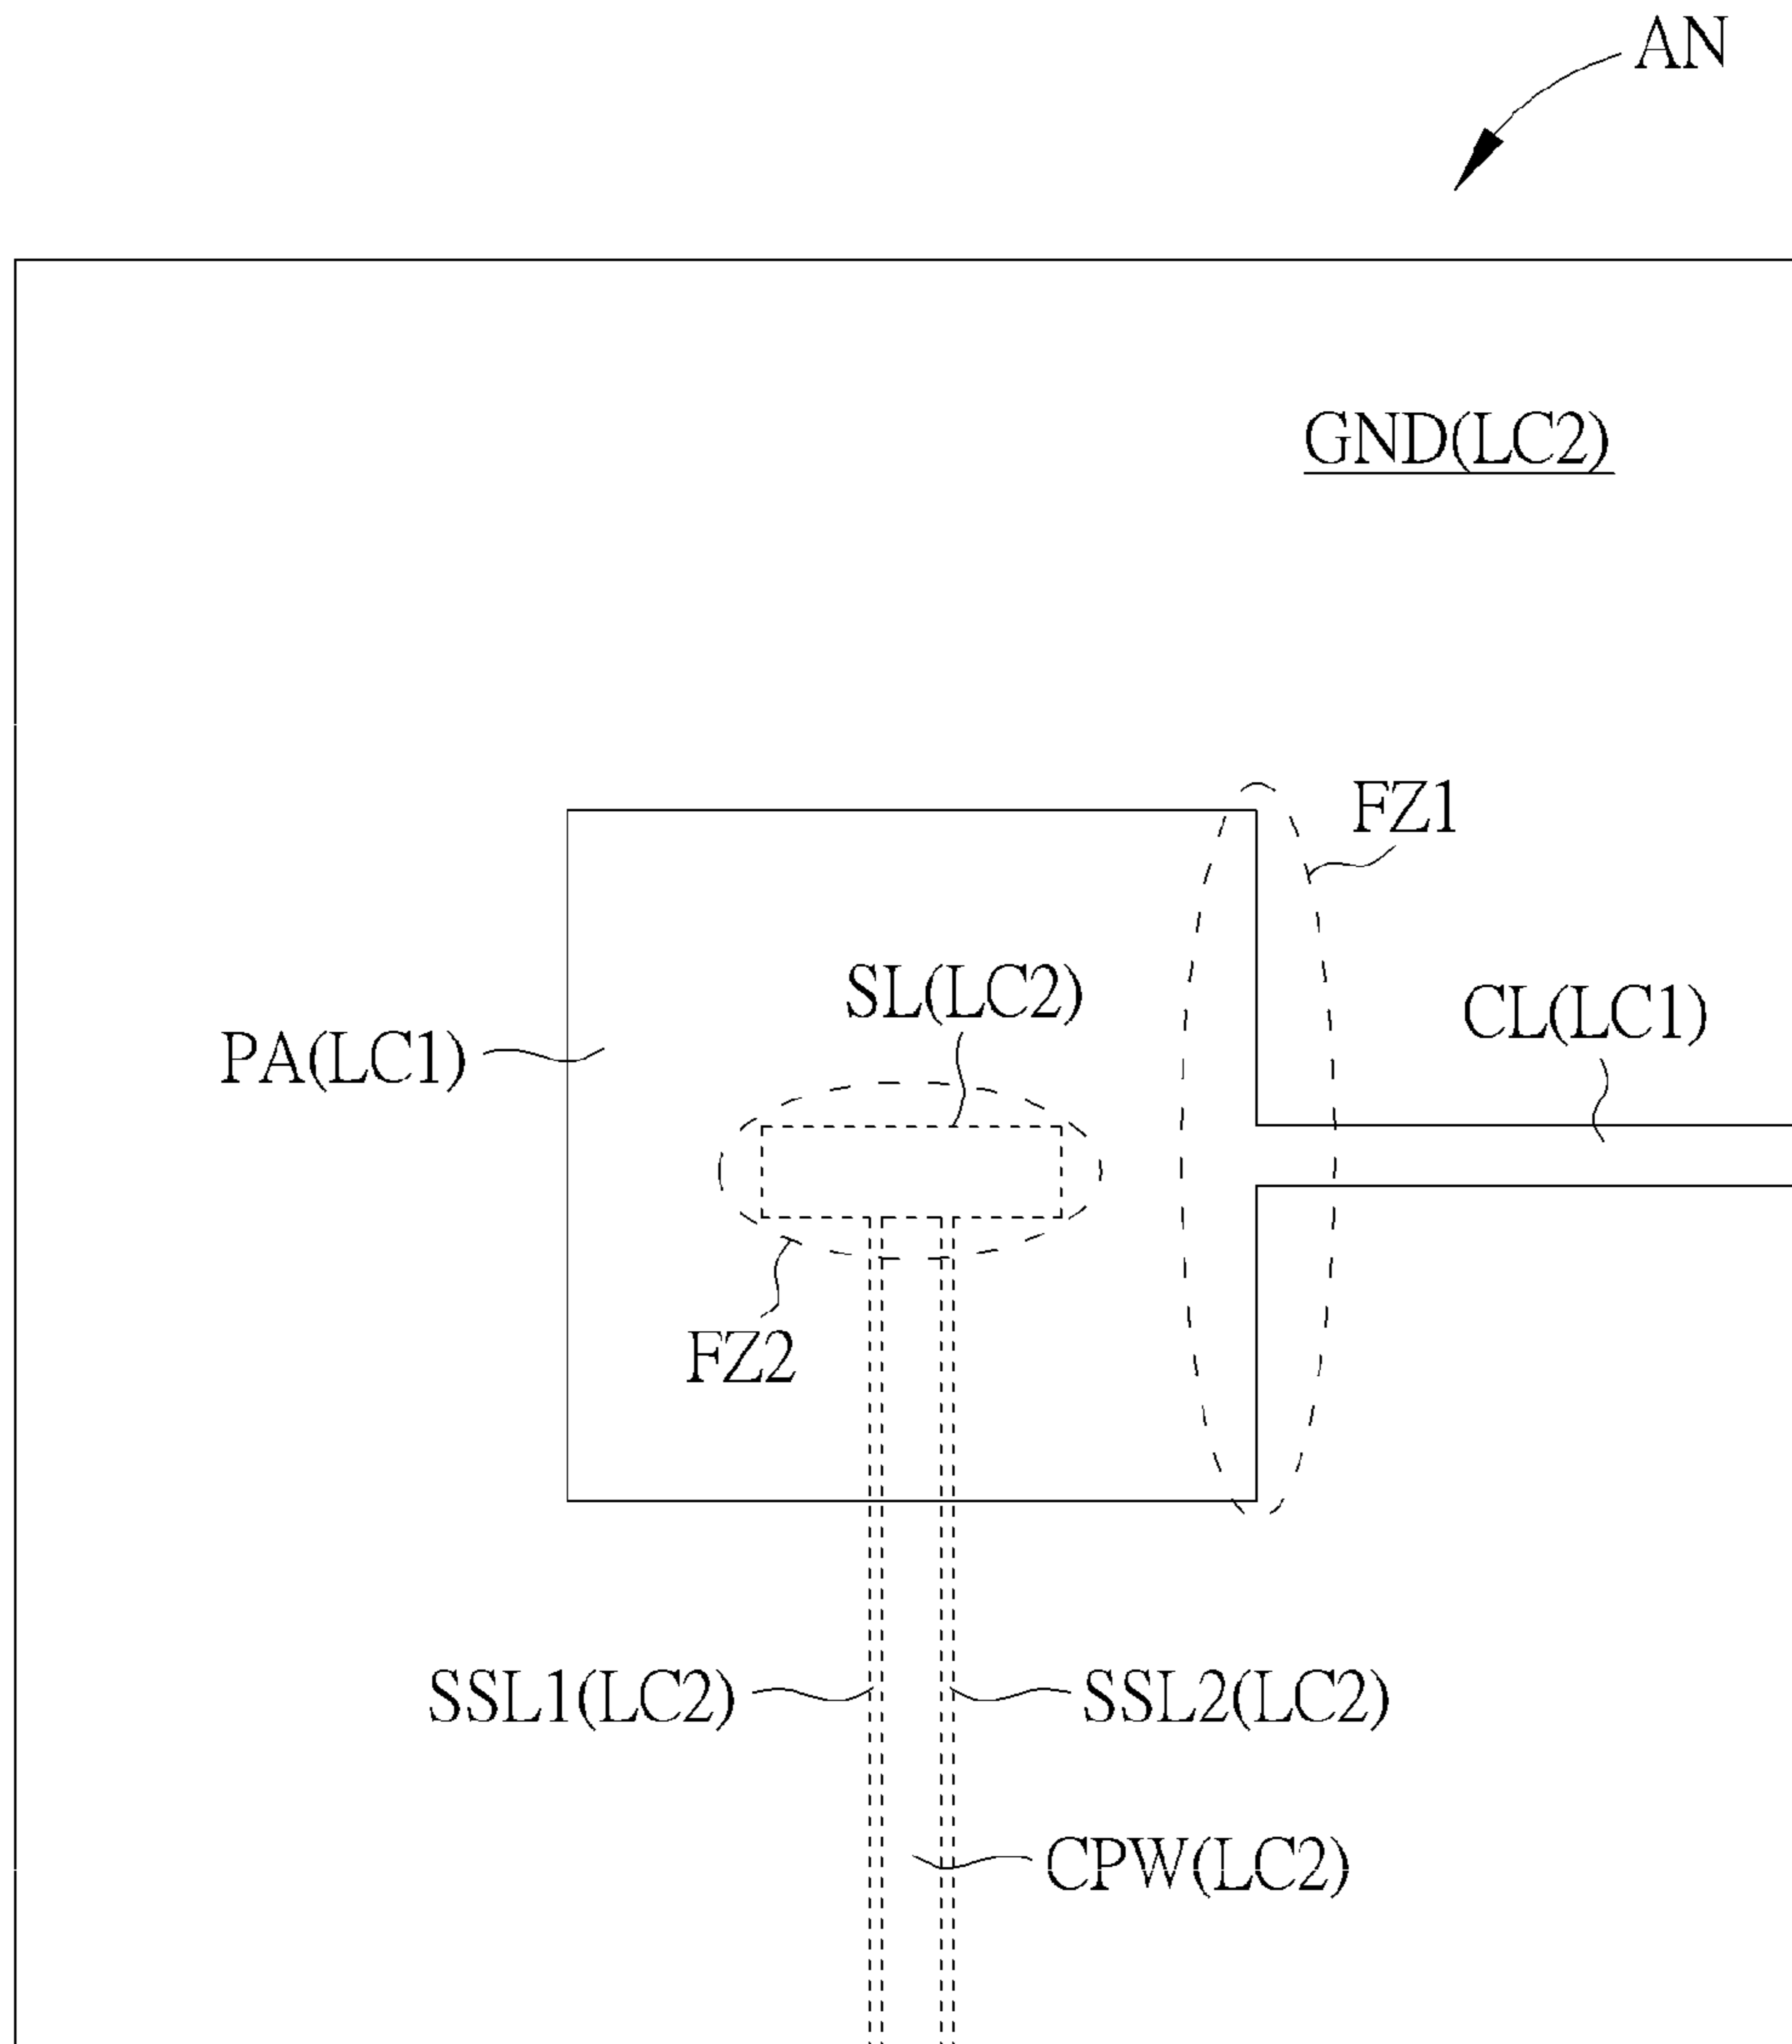 AN
GND(LC2)
FZ1
SL(LC2)
CL(LC1)
PA(LC1)
FZ2
SSL1(LC2)
SSL2(LC2)
CPW(LC2)